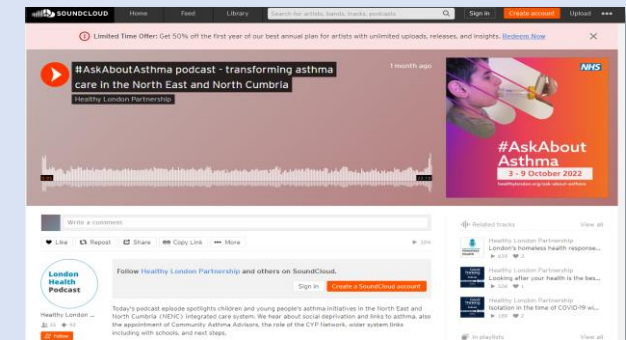 SOUNDCLOUD Home Feed Library Search for artists, bands, tracks, podcasts Sign in Create account Upload
Limited Time Offer: Get 50% off the first year of our best annual plan for artists with unlimited uploads, releases, and insights. Redeem Now
#AskAboutAsthma podcast - transforming asthma
care in the North East and North Cumbria
Healthy London Partnership
1 month ago
NHS
#AskAbout
Asthma
3 - 9 October 2022
healthylondon.org/ask-about-asthma
0:00
Write a comment
Like Repost Share Copy Link More
London
Health
Podcast
Healthy London ...
Follow
Follow Healthy London Partnership and others on SoundCloud.
Sign in Create a SoundCloud account
Today's podcast episode spotlights children and young people's asthma initiatives in the North East and
North Cumbria (NENC) integrated care system. We hear about social deprivation and links to asthma, also
the appointment of Community Asthma Advisors, the role of the CYP Network, wider system links
including with schools, and next steps.
Related tracks View all
Healthy London Partnership
London's homeless health response...
Healthy London Partnership
Looking after your health is the bes...
Healthy London Partnership
Isolation in the time of COVID-19 wi...
In playlists View all